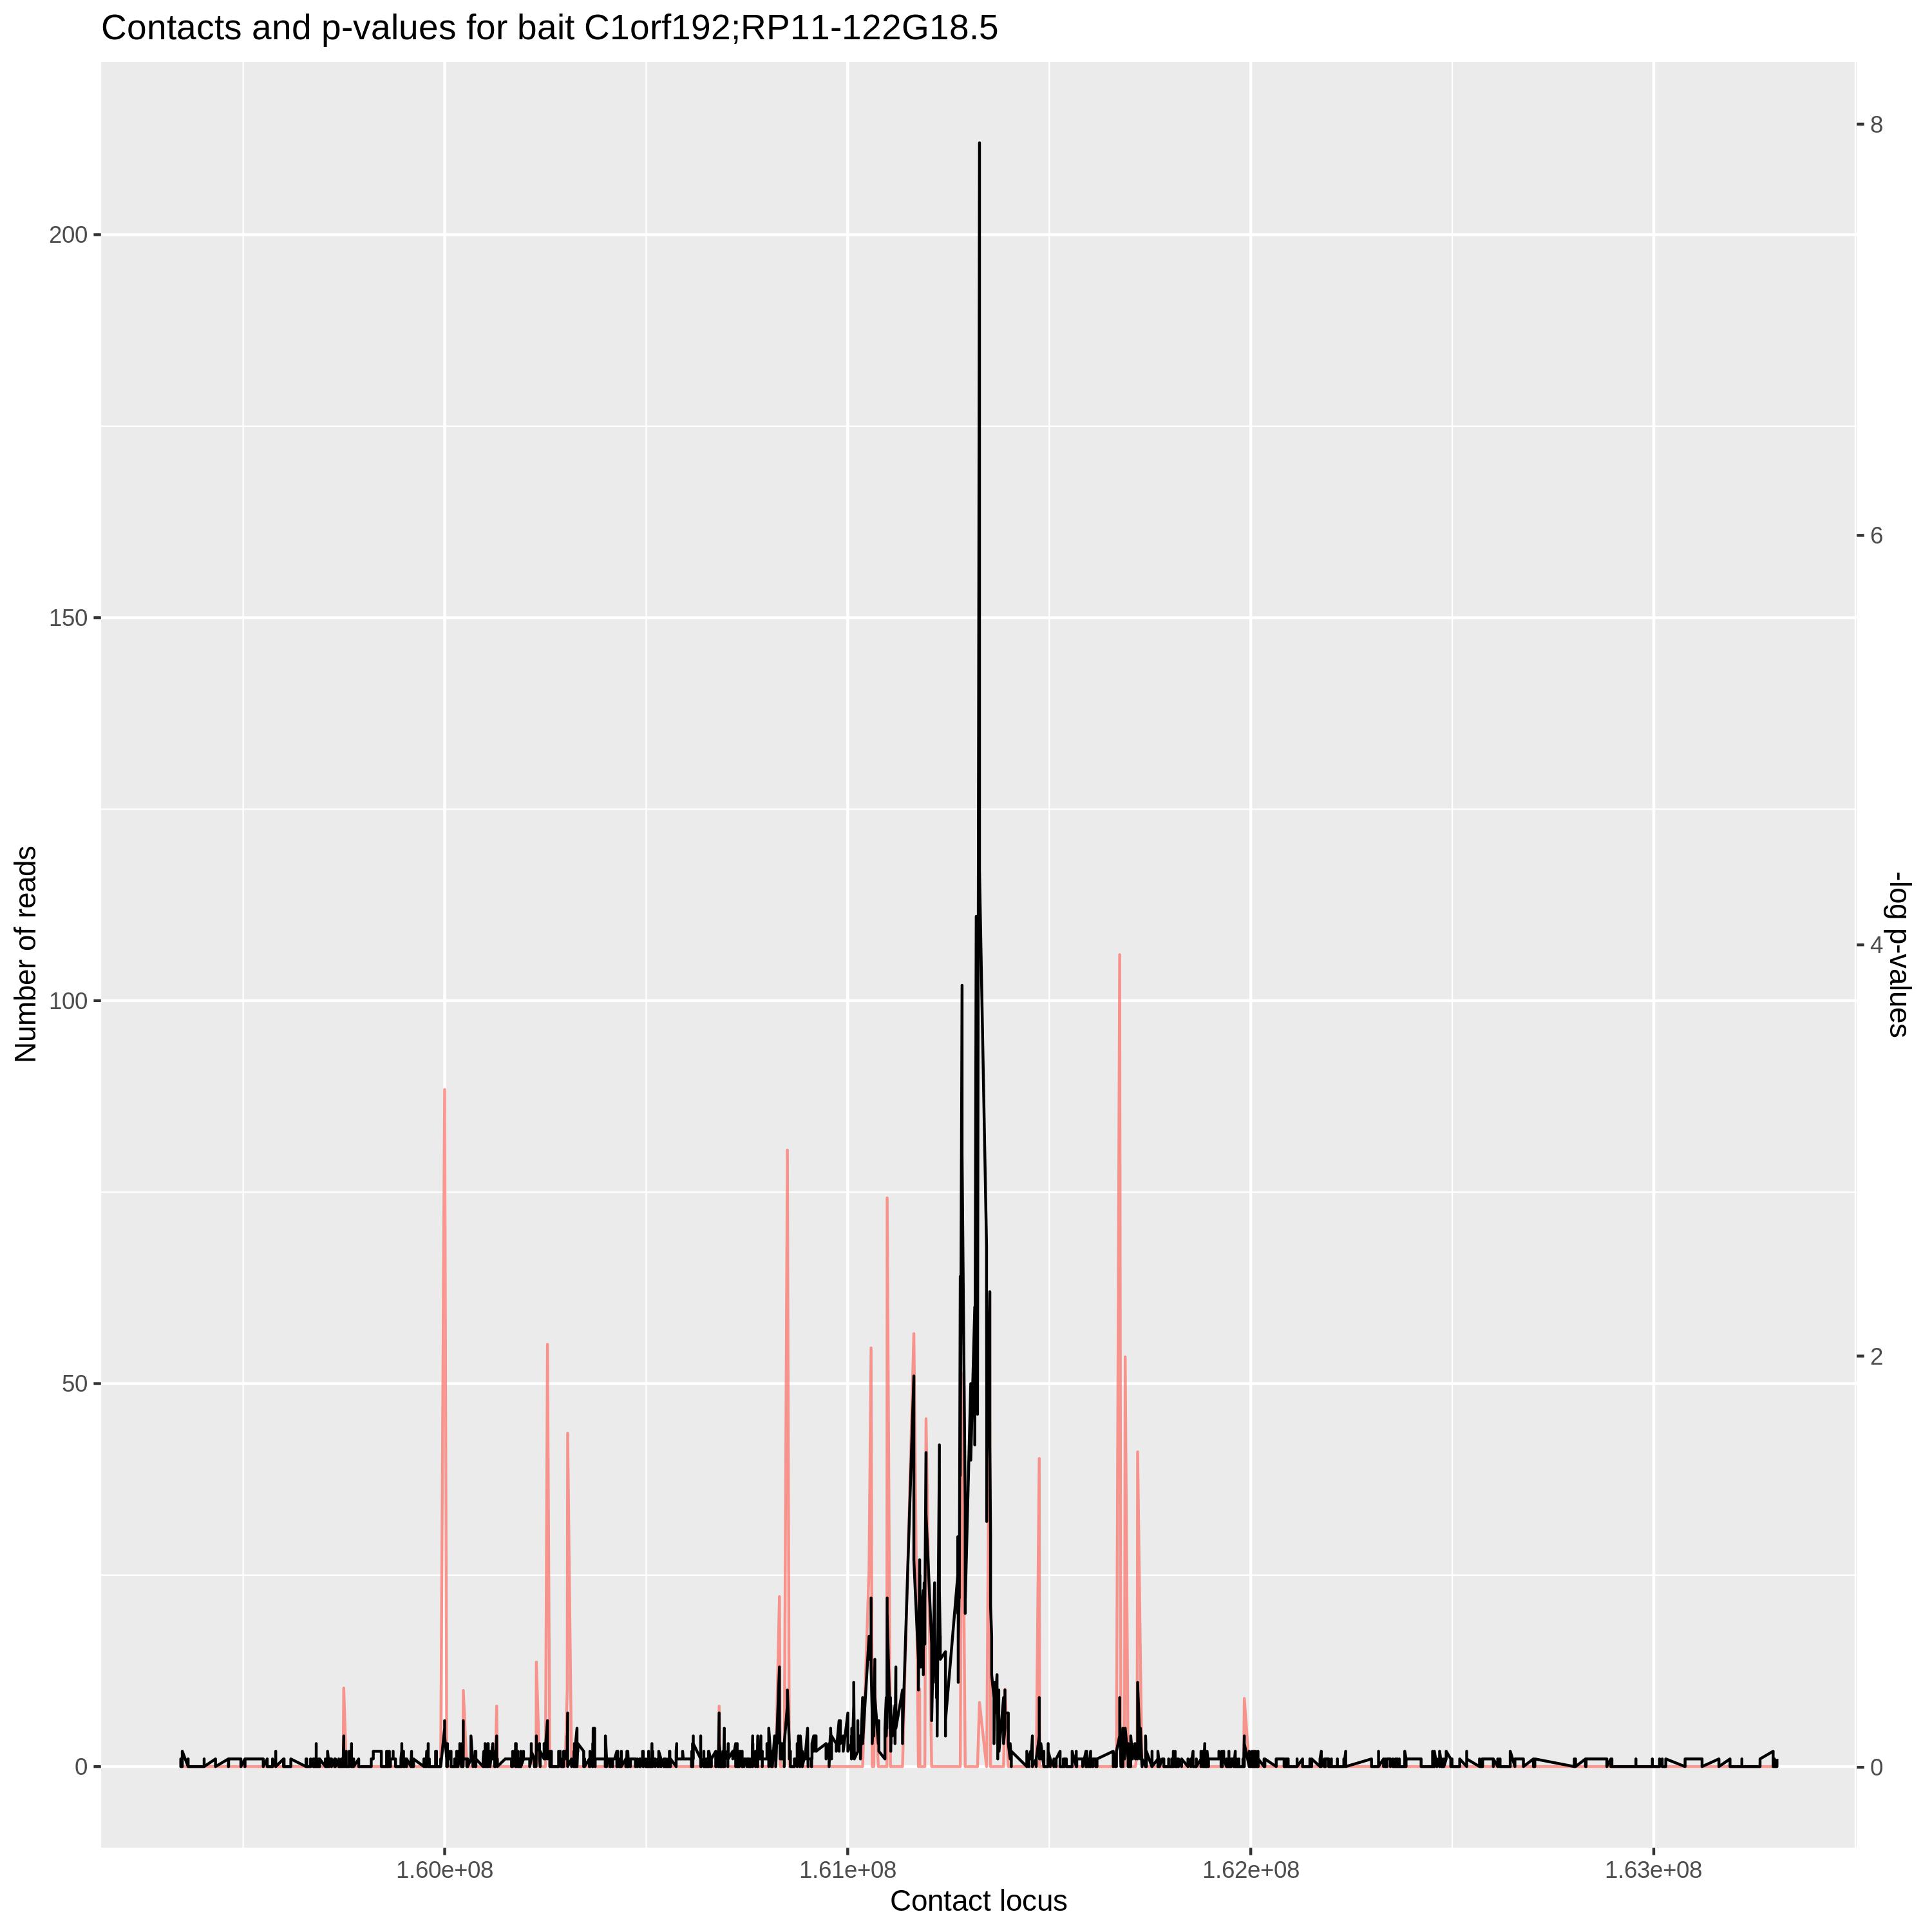 Contacts and p-values for bait C1orf192;RP11-122G18.5
Number of reads
200
150
100
50
0
8
6
4
2
0
-log p-values
1.60e+08
1.61e+08
1.62e+08
1.63e+08
Contact locus